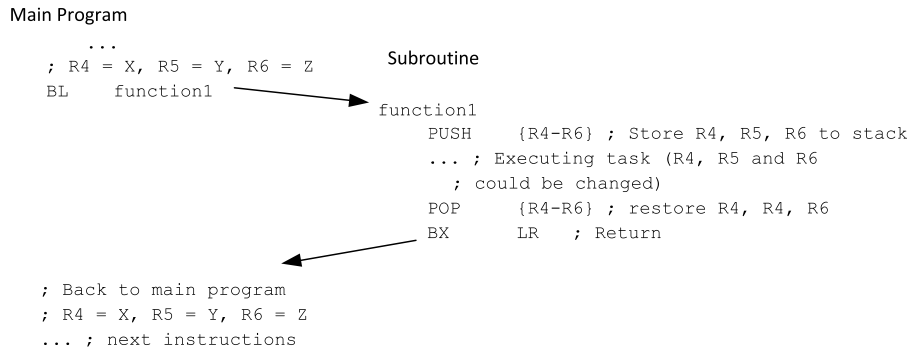 Main Program
...
; R4 = X, R5 = Y, R6 = Z
BL function1
Subroutine
function1
PUSH {R4-R6} ; Store R4, R5, R6 to stack
... ; Executing task (R4, R5 and R6
; could be changed)
POP {R4-R6} ; restore R4, R4, R6
BX LR ; Return
; Back to main program
; R4 = X, R5 = Y, R6 = Z
... ; next instructions